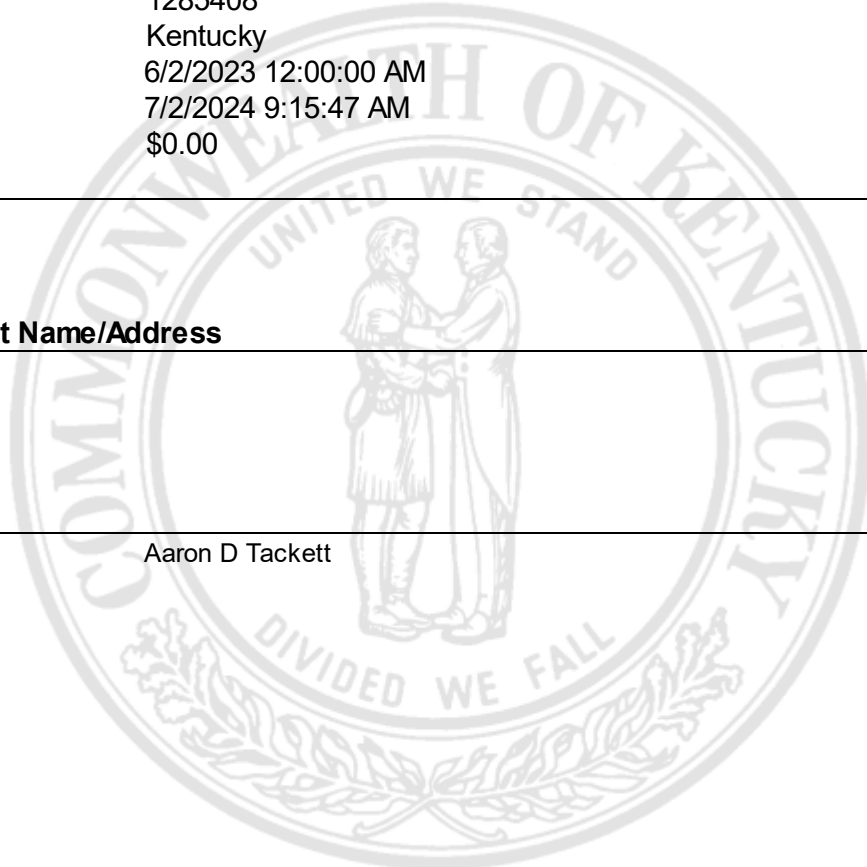 1285408
Kentucky
6/2/2023 12:00:00 AM
7/2/2024 9:15:47 AM
$0.00
t Name/Address
Aaron D Tackett
COMMONWEALTH OF KENTUCKY
UNITED WE STAND
DIVIDED WE FALL